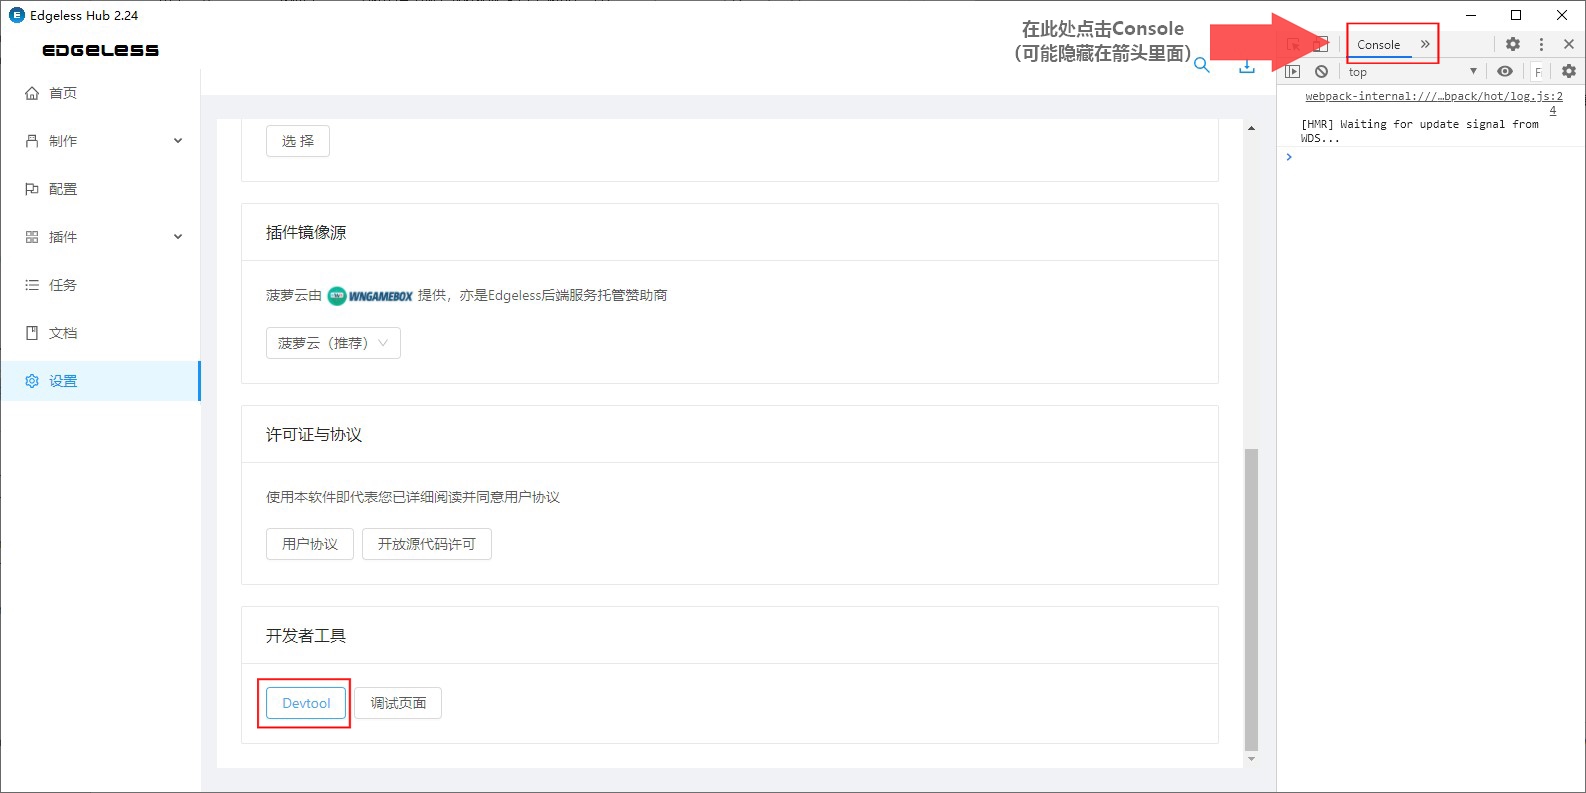 Edgeless Hub 2.24
EDGELESS
首页
制作
配置
插件
任务
文档
设置
在此处点击Console
（可能隐藏在箭头里面）
选 择
插件镜像源
菠萝云由 WNGAMEBOX 提供，亦是Edgeless后端服务托管赞助商
菠萝云（推荐）
许可证与协议
使用本软件即代表您已详细阅读并同意用户协议
用户协议 开放源代码许可
开发者工具
Devtool 调试页面
Console »
top F
webpack-internal:///…bpack/hot/log.js:2
4
[HMR] Waiting for update signal from
WDS...